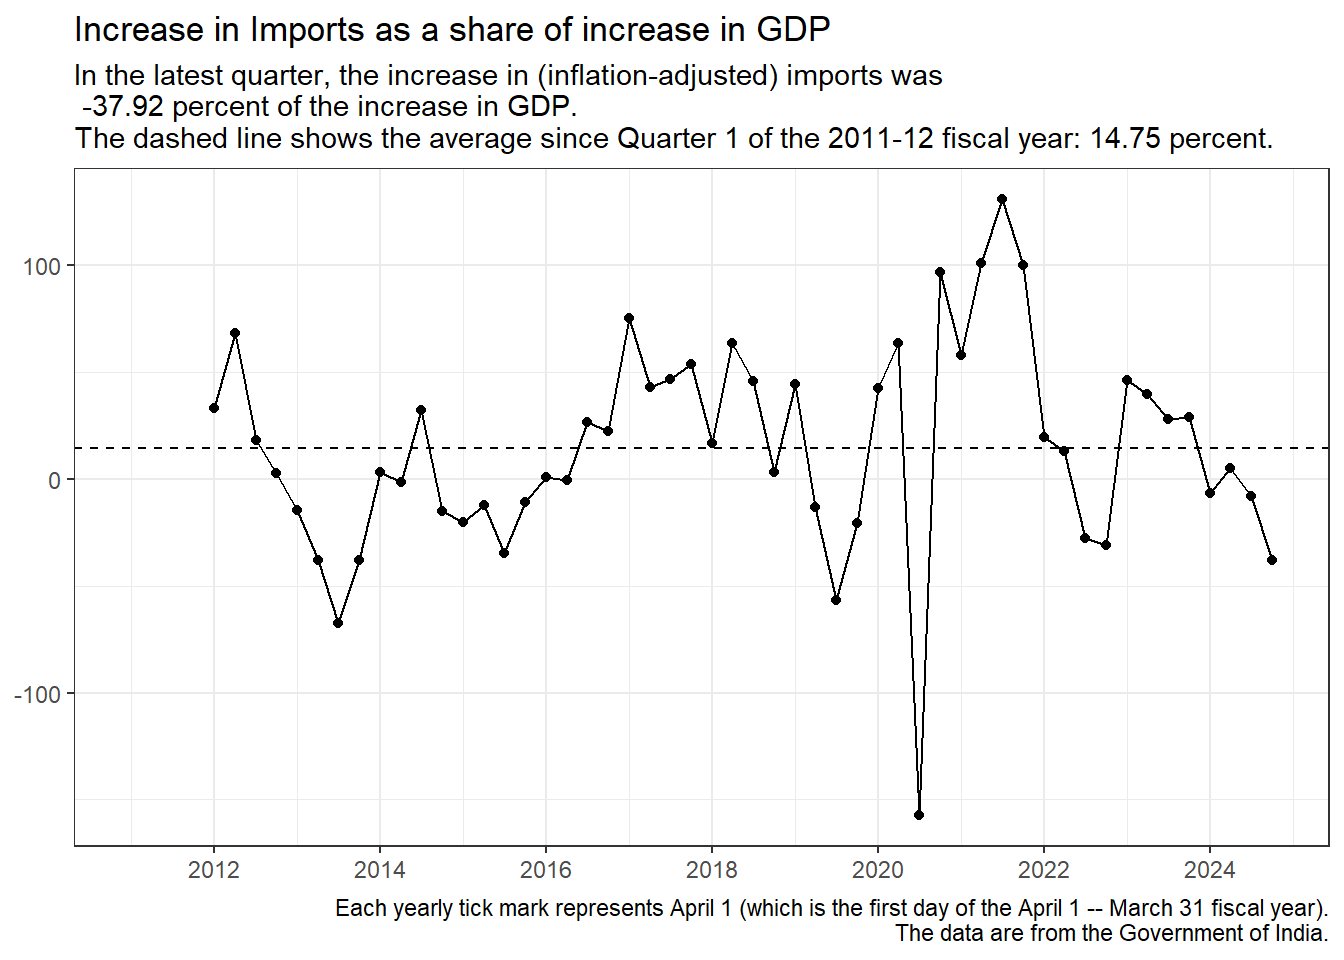 Increase in Imports as a share of increase in GDP
In the latest quarter, the increase in (inflation-adjusted) imports was
-37.92 percent of the increase in GDP.
The dashed line shows the average since Quarter 1 of the 2011-12 fiscal year: 14.75 percent.
100
0
-100
2012 2014 2016 2018 2020 2022 2024
Each yearly tick mark represents April 1 (which is the first day of the April 1 -- March 31 fiscal year).
The data are from the Government of India.